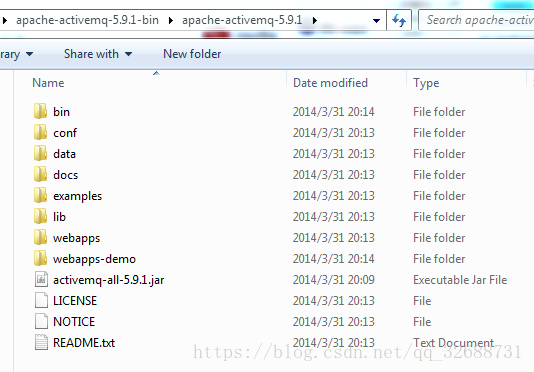 apache-activemq-5.9.1-bin apache-activemq-5.9.1 Search apache-activ
rary Share with New folder
Name Date modified Type
bin 2014/3/31 20:14 File folder
conf 2014/3/31 20:13 File folder
data 2014/3/31 20:13 File folder
docs 2014/3/31 20:13 File folder
examples 2014/3/31 20:13 File folder
lib 2014/3/31 20:13 File folder
webapps 2014/3/31 20:13 File folder
webapps-demo 2014/3/31 20:14 File folder
activemq-all-5.9.1.jar 2014/3/31 20:09 Executable Jar File
LICENSE 2014/3/31 20:13 File
NOTICE 2014/3/31 20:13 File
README.txt 2014/3/31 20:13 Text Document
https://blog.csdn.net/qq_32688731